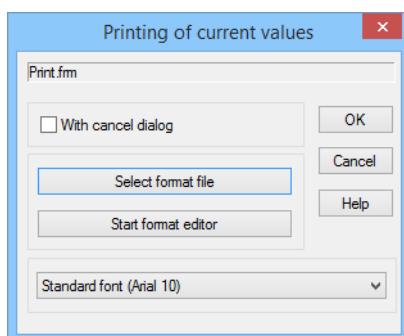 Printing of current values
Print.frm
With cancel dialog
OK
Cancel
Select format file
Help
Start format editor
Standard font (Arial 10)